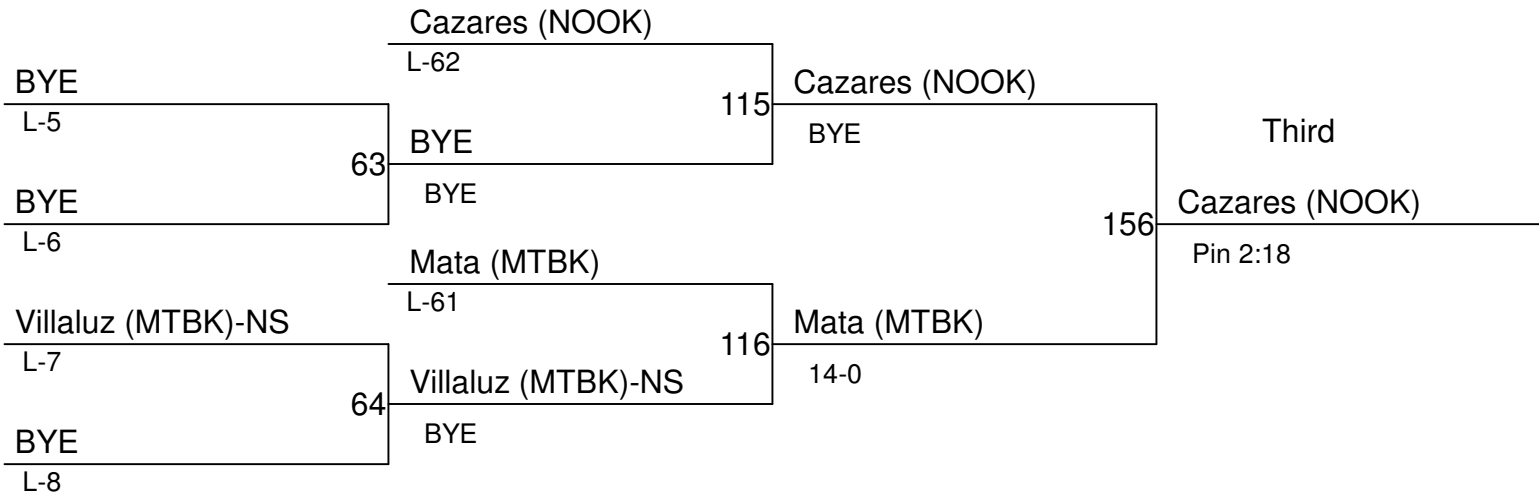 Cazares (NOOK)
L-62
BYE
L-5
115
Cazares (NOOK)
BYE
Third
63
BYE
BYE
BYE
L-6
156
Cazares (NOOK)
Pin 2:18
Mata (MTBK)
L-61
Villaluz (MTBK)-NS
L-7
116
Mata (MTBK)
14-0
64
Villaluz (MTBK)-NS
BYE
BYE
L-8